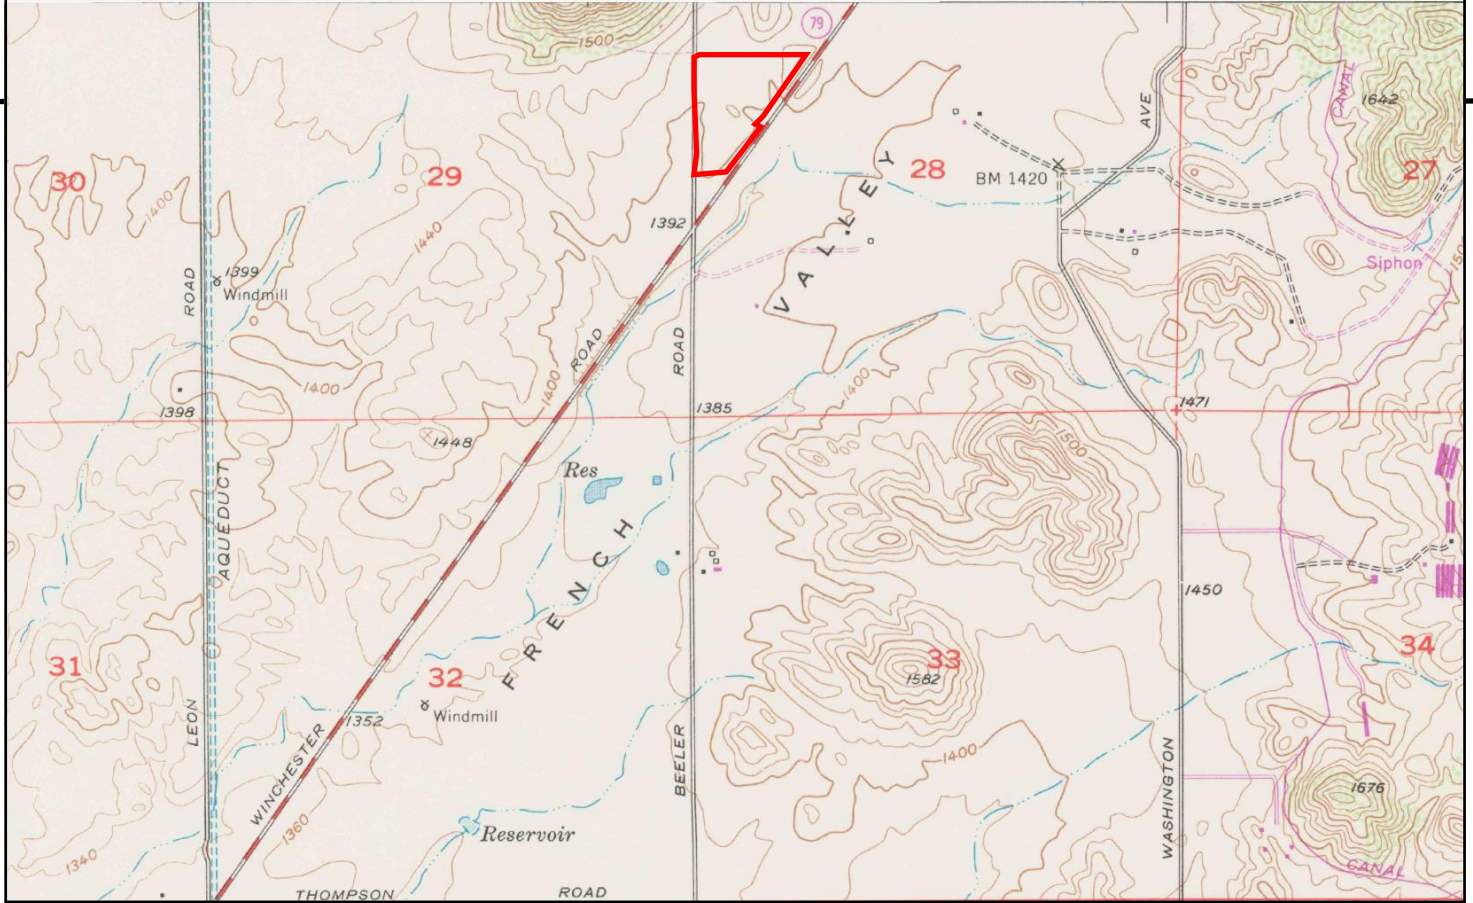 79
1500
1642
CANAL
AVE
30
29
28
27
BM 1420
1400
1440
1392
VALLEY
Siphon
150
1399
Windmill
ROAD
ROAD
ROAD
1400
1400
1400
1398
1385
1471
1448
1500
Res
AQUEDUCT
FRENCH
1450
31
32
33
34
1582
Windmill
1352
LEON
WINCHESTER
BEELER
WASHINGTON
1400
1676
1360
Reservoir
1340
CANAL
THOMPSON ROAD